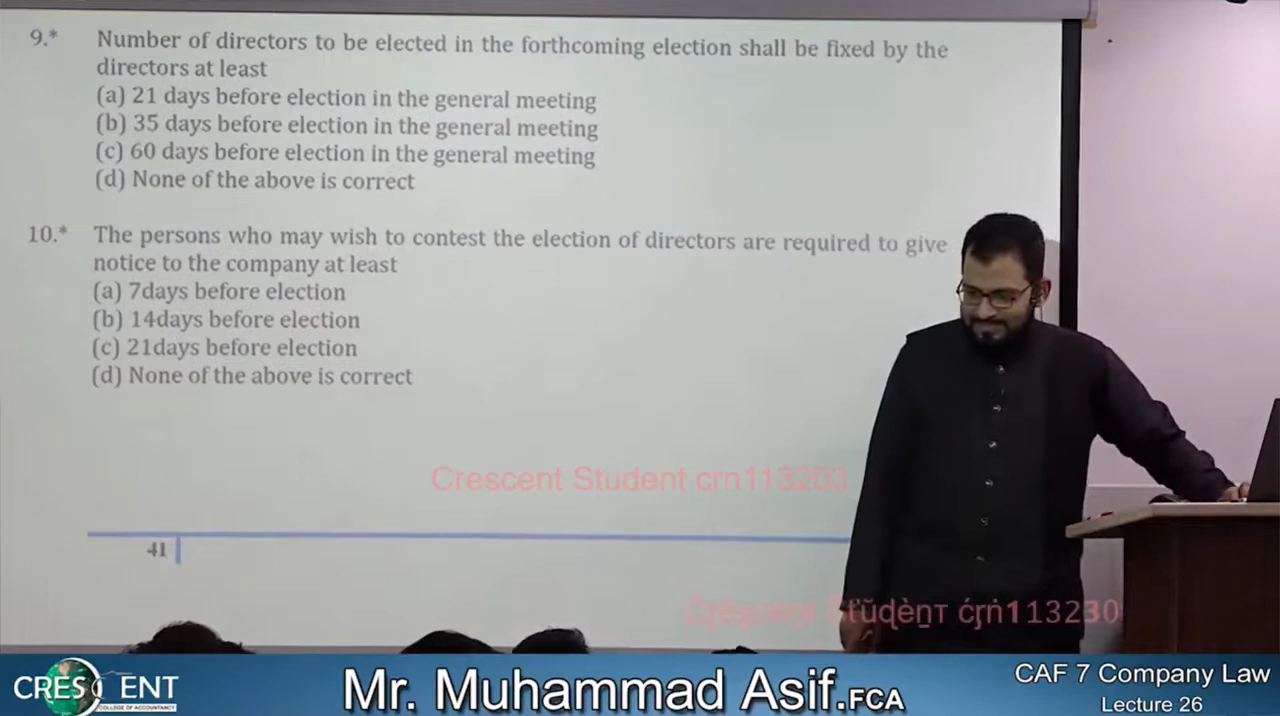 9.* Number of directors to be elected in the forthcoming election shall be fixed by the
directors at least
(a) 21 days before election in the general meeting
(b) 35 days before election in the general meeting
(c) 60 days before election in the general meeting
(d) None of the above is correct
10.* The persons who may wish to contest the election of directors are required to give
notice to the company at least
(a) 7days before election
(b) 14days before election
(c) 21days before election
(d) None of the above is correct
Crescent Student crn113203
41
113230
CRESCENT
COLLEGE OF ACCOUNTANCY
Mr. Muhammad Asif.FCA
CAF 7 Company Law
Lecture 26